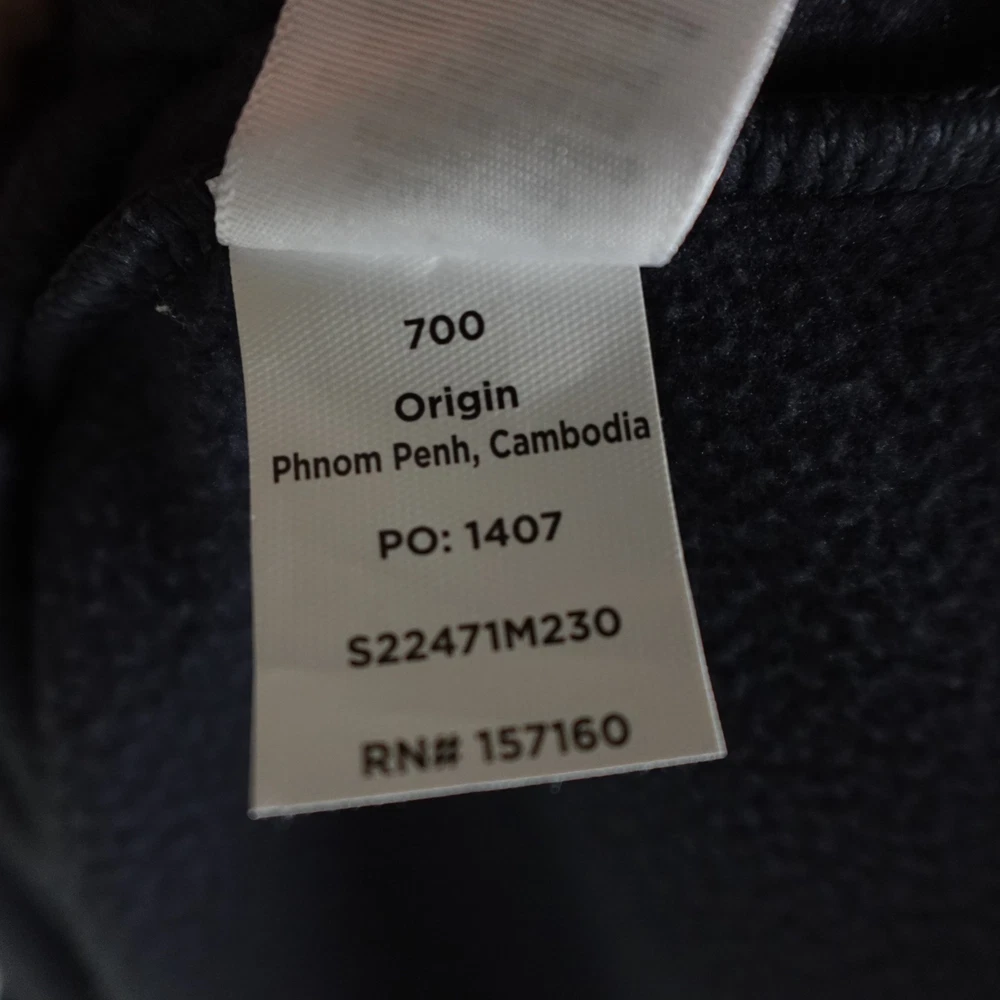 700
Origin
Phnom Penh, Cambodia
PO: 1407
S22471M230
RN# 157160